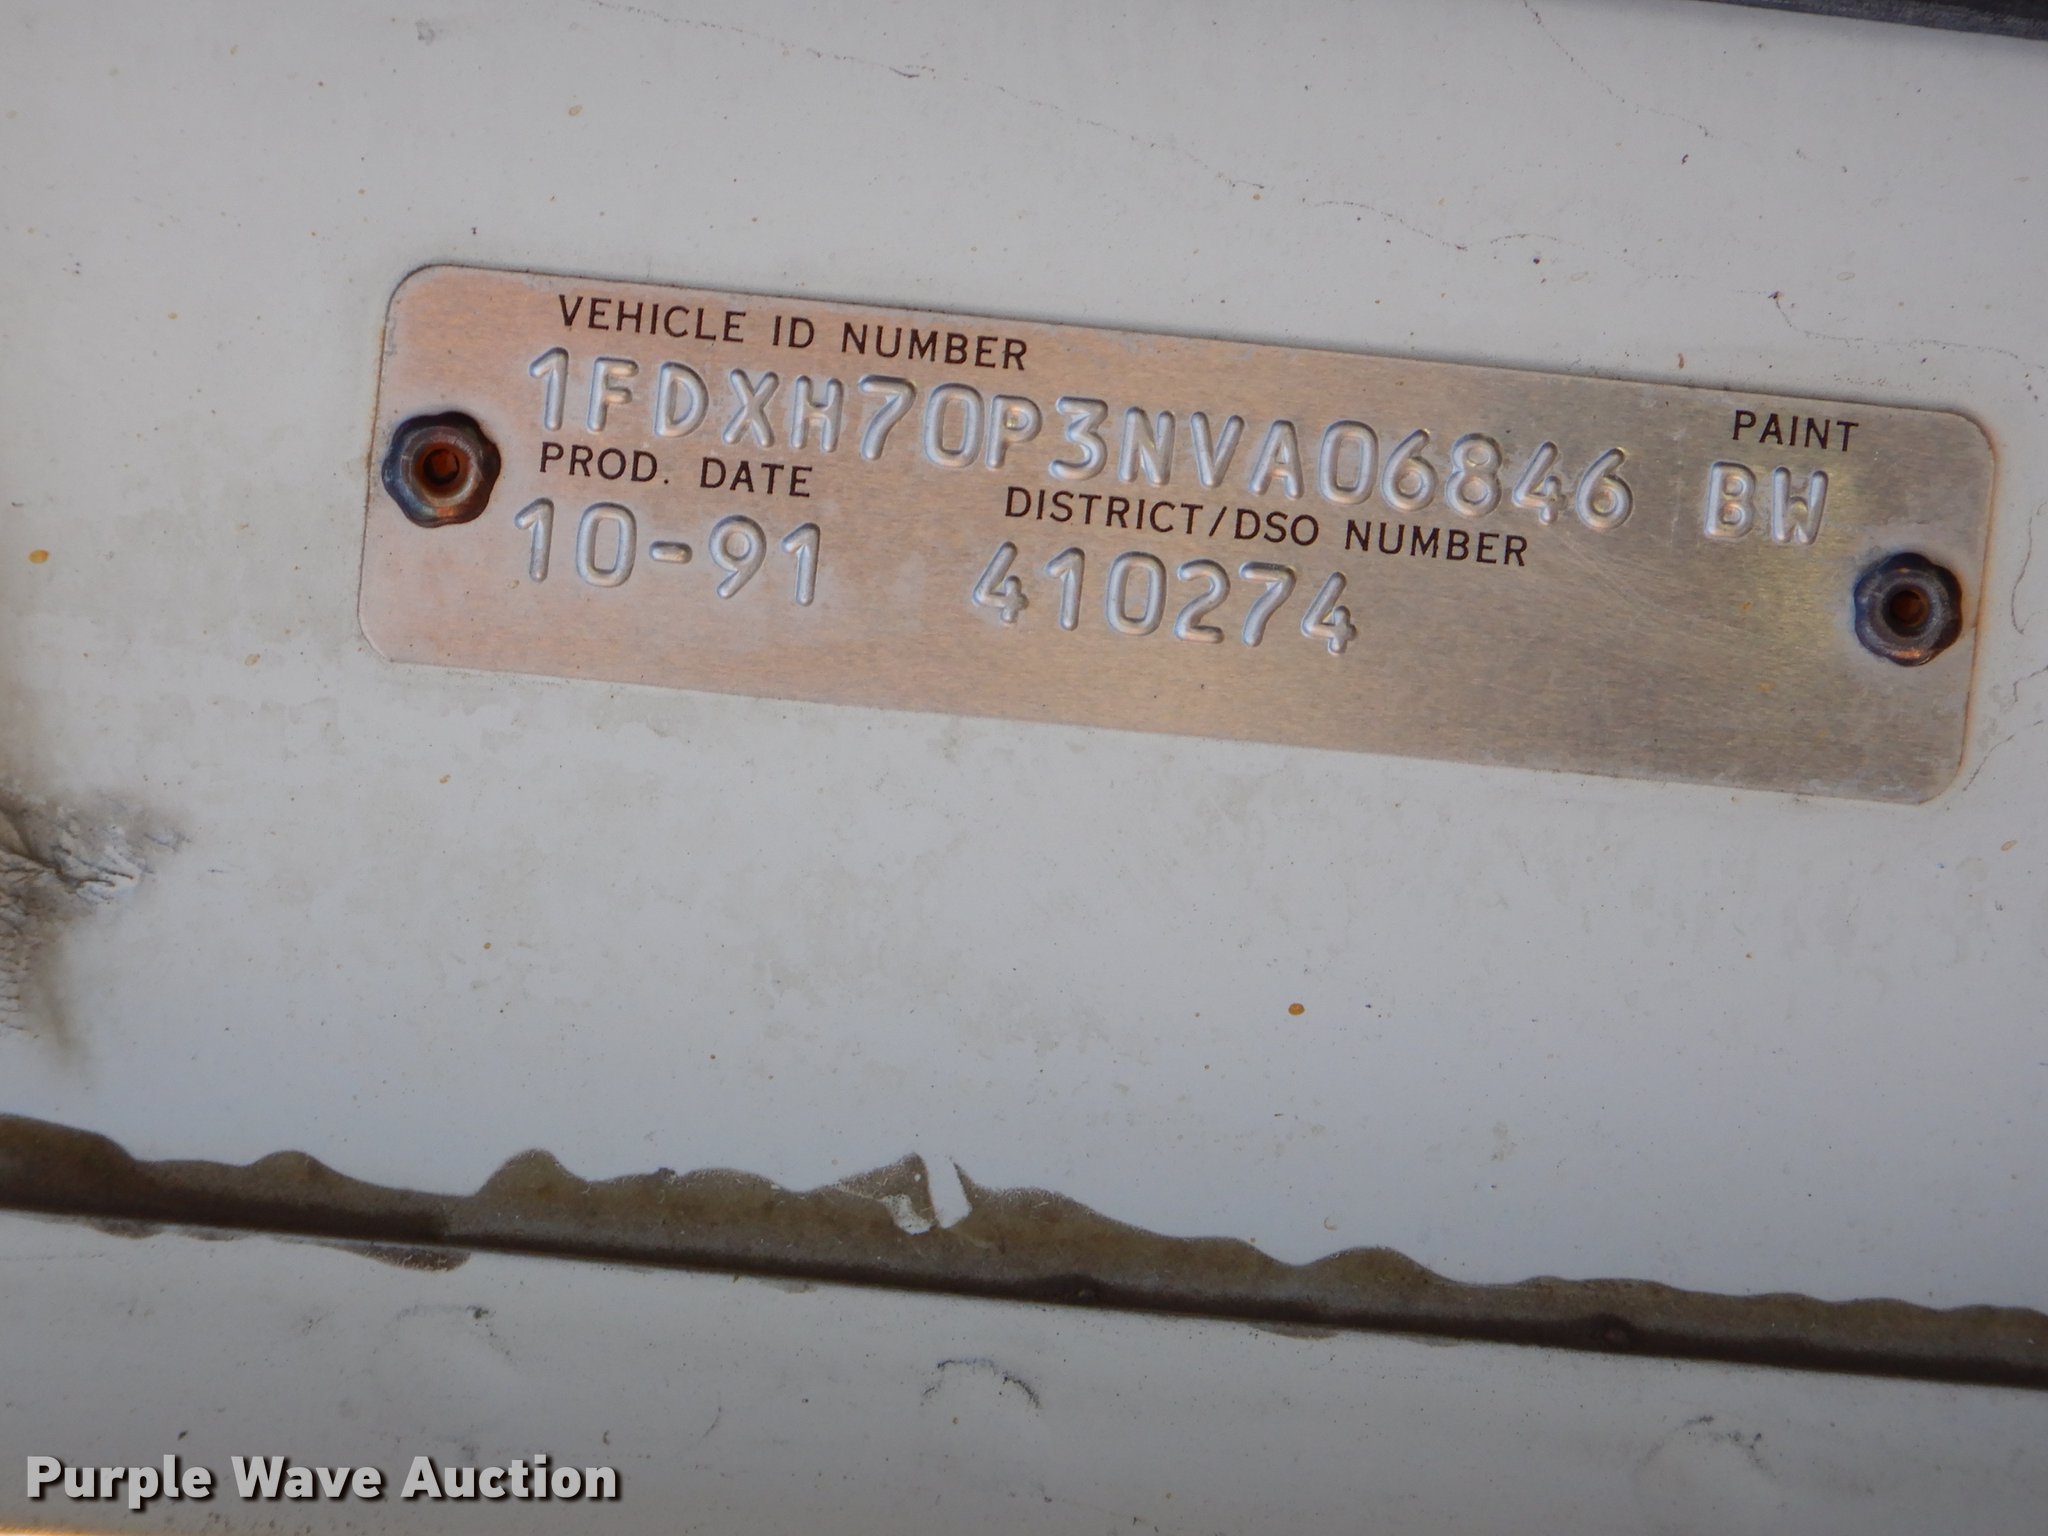 VEHICLE ID NUMBER
1FDXH70P3NVA06846
PAINT
BW
PROD. DATE
10-91
DISTRICT/DSO NUMBER
410274
Purple Wave Auction